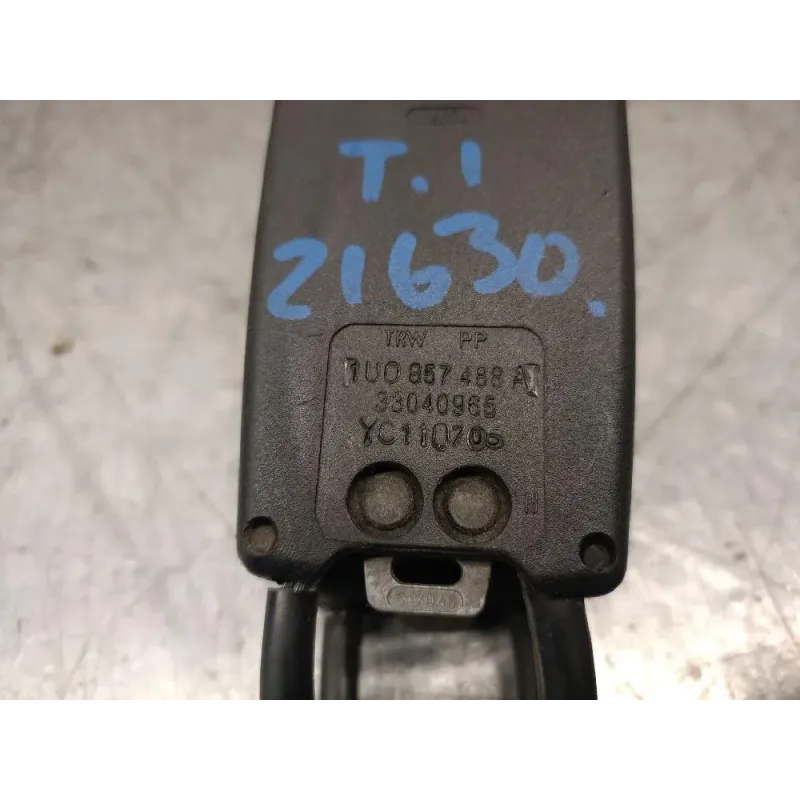 T.1
21630.
TRW PP
1U0 857 488 A
33040965
YC110705